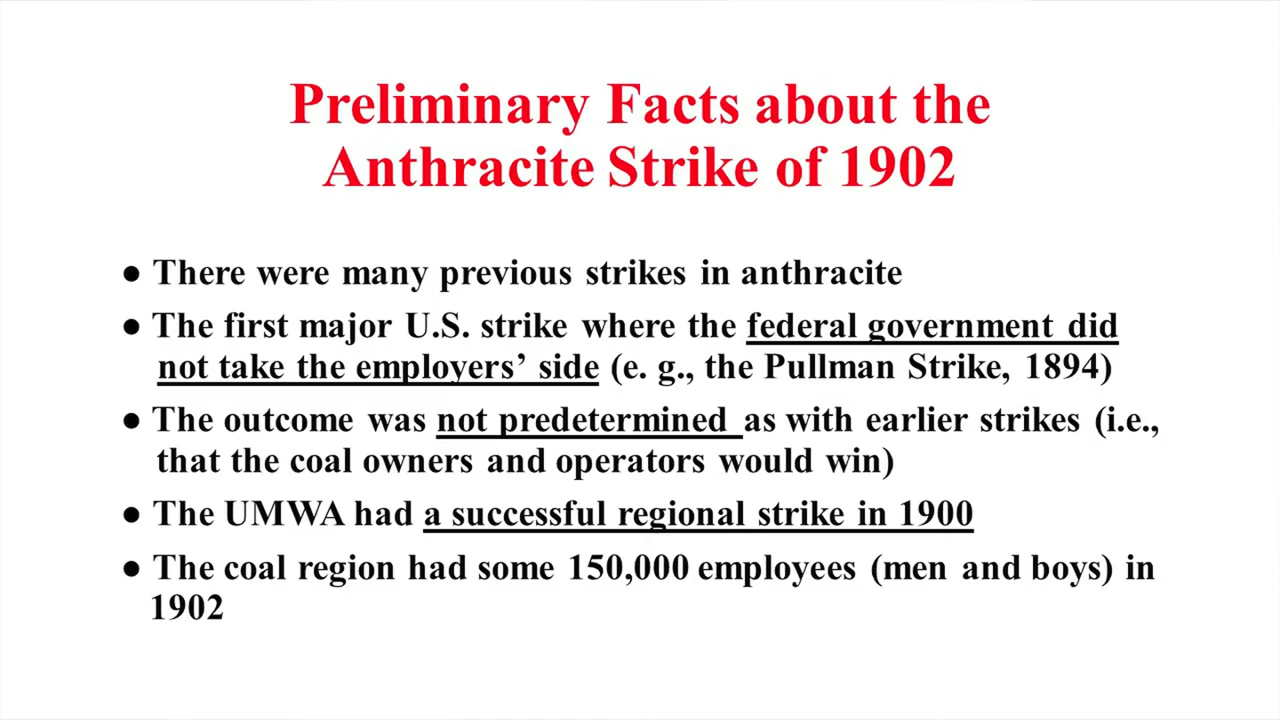 Preliminary Facts about the
Anthracite Strike of 1902
● There were many previous strikes in anthracite
● The first major U.S. strike where the federal government did
not take the employers’ side (e. g., the Pullman Strike, 1894)
● The outcome was not predetermined as with earlier strikes (i.e.,
that the coal owners and operators would win)
● The UMWA had a successful regional strike in 1900
● The coal region had some 150,000 employees (men and boys) in
1902